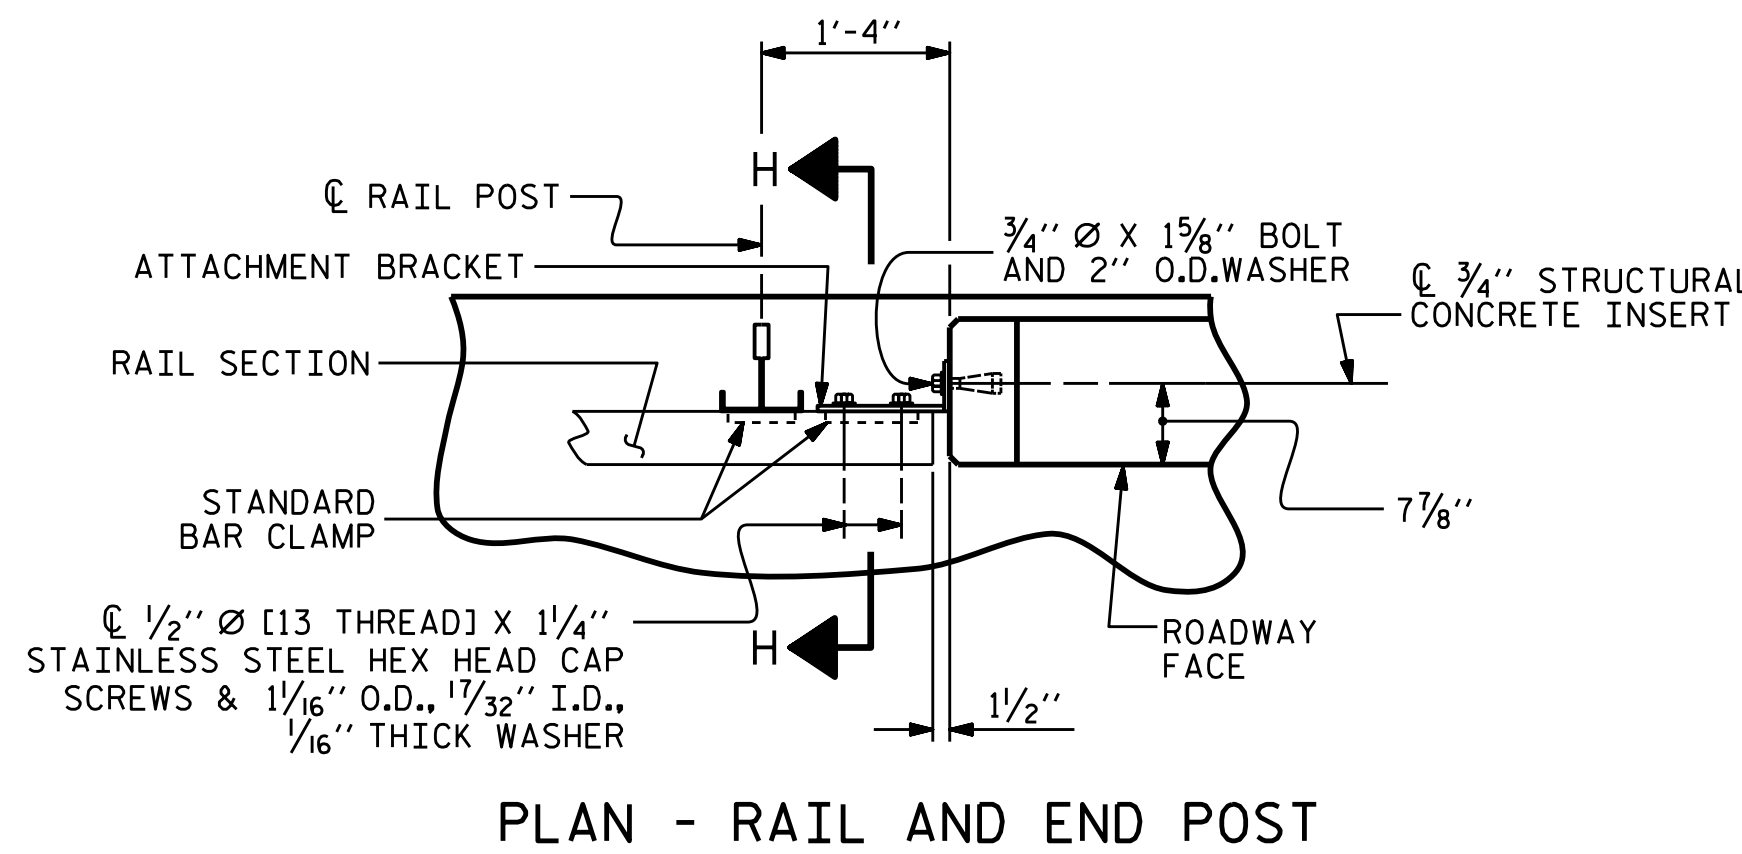 1'-4"
H
℄ RAIL POST
ATTACHMENT BRACKET
3/4" Ø X 1 5/8" BOLT
AND 2" O.D.WASHER
℄ 3/4" STRUCTURAL
CONCRETE INSERT
RAIL SECTION
STANDARD
BAR CLAMP
7 7/8"
℄ 1/2" Ø [13 THREAD] X 1 1/4"
STAINLESS STEEL HEX HEAD CAP
SCREWS & 1 1/16" O.D., 17/32" I.D.,
1/16" THICK WASHER
H
ROADWAY
FACE
1 1/2"
PLAN - RAIL AND END POST